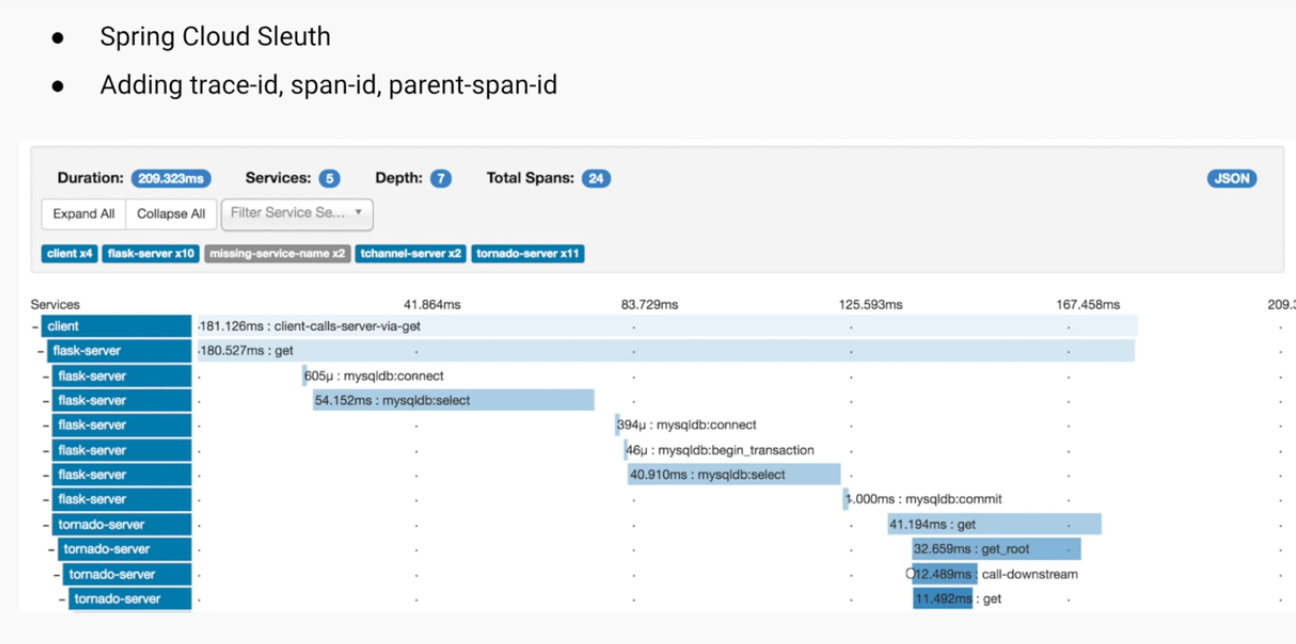 ● Spring Cloud Sleuth
● Adding trace-id, span-id, parent-span-id
Duration: 209.323ms Services: 5 Depth: 7 Total Spans: 24 JSON
Expand All Collapse All Filter Service Se... ▼
client x4 flask-server x10 missing-service-name x2 tchannel-server x2 tornado-server x11
Services 41.864ms 83.729ms 125.593ms 167.458ms 209.3
- client 181.126ms : client-calls-server-via-get
- flask-server 180.527ms : get
- flask-server 605μ : mysqldb:connect
- flask-server 54.152ms : mysqldb:select
- flask-server 394μ : mysqldb:connect
- flask-server 46μ : mysqldb:begin_transaction
- flask-server 40.910ms : mysqldb:select
- flask-server 1.000ms : mysqldb:commit
- tornado-server 41.194ms : get
- tornado-server 32.659ms : get_root
- tornado-server 12.489ms : call-downstream
- tornado-server 11.492ms : get